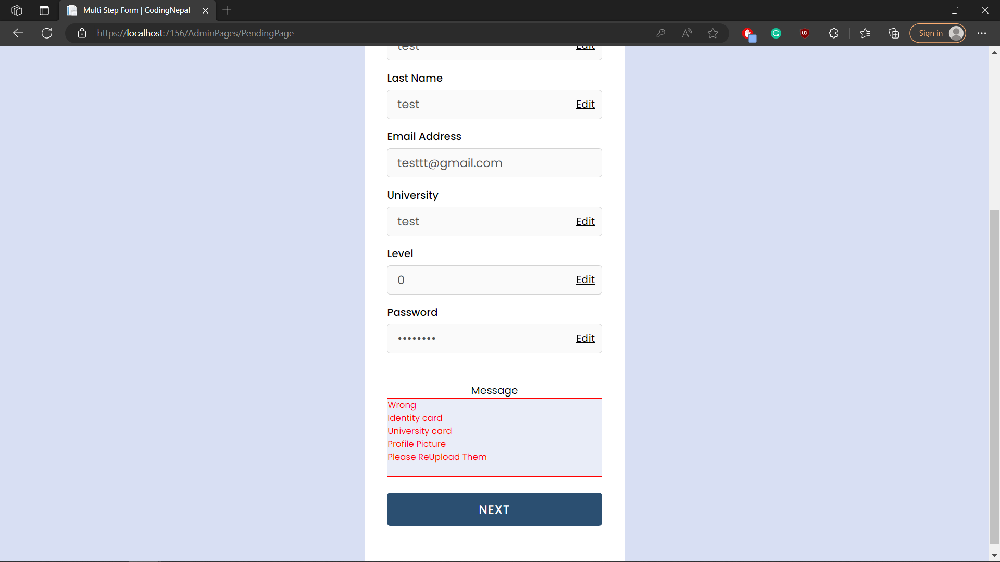 Multi Step Form | CodingNepal
https://localhost:7156/AdminPages/PendingPage
Sign in
test Edit
Last Name
test Edit
Email Address
testtt@gmail.com
University
test Edit
Level
0 Edit
Password
•••••••• Edit
Message
Wrong
Identity card
University card
Profile Picture
Please ReUpload Them
NEXT